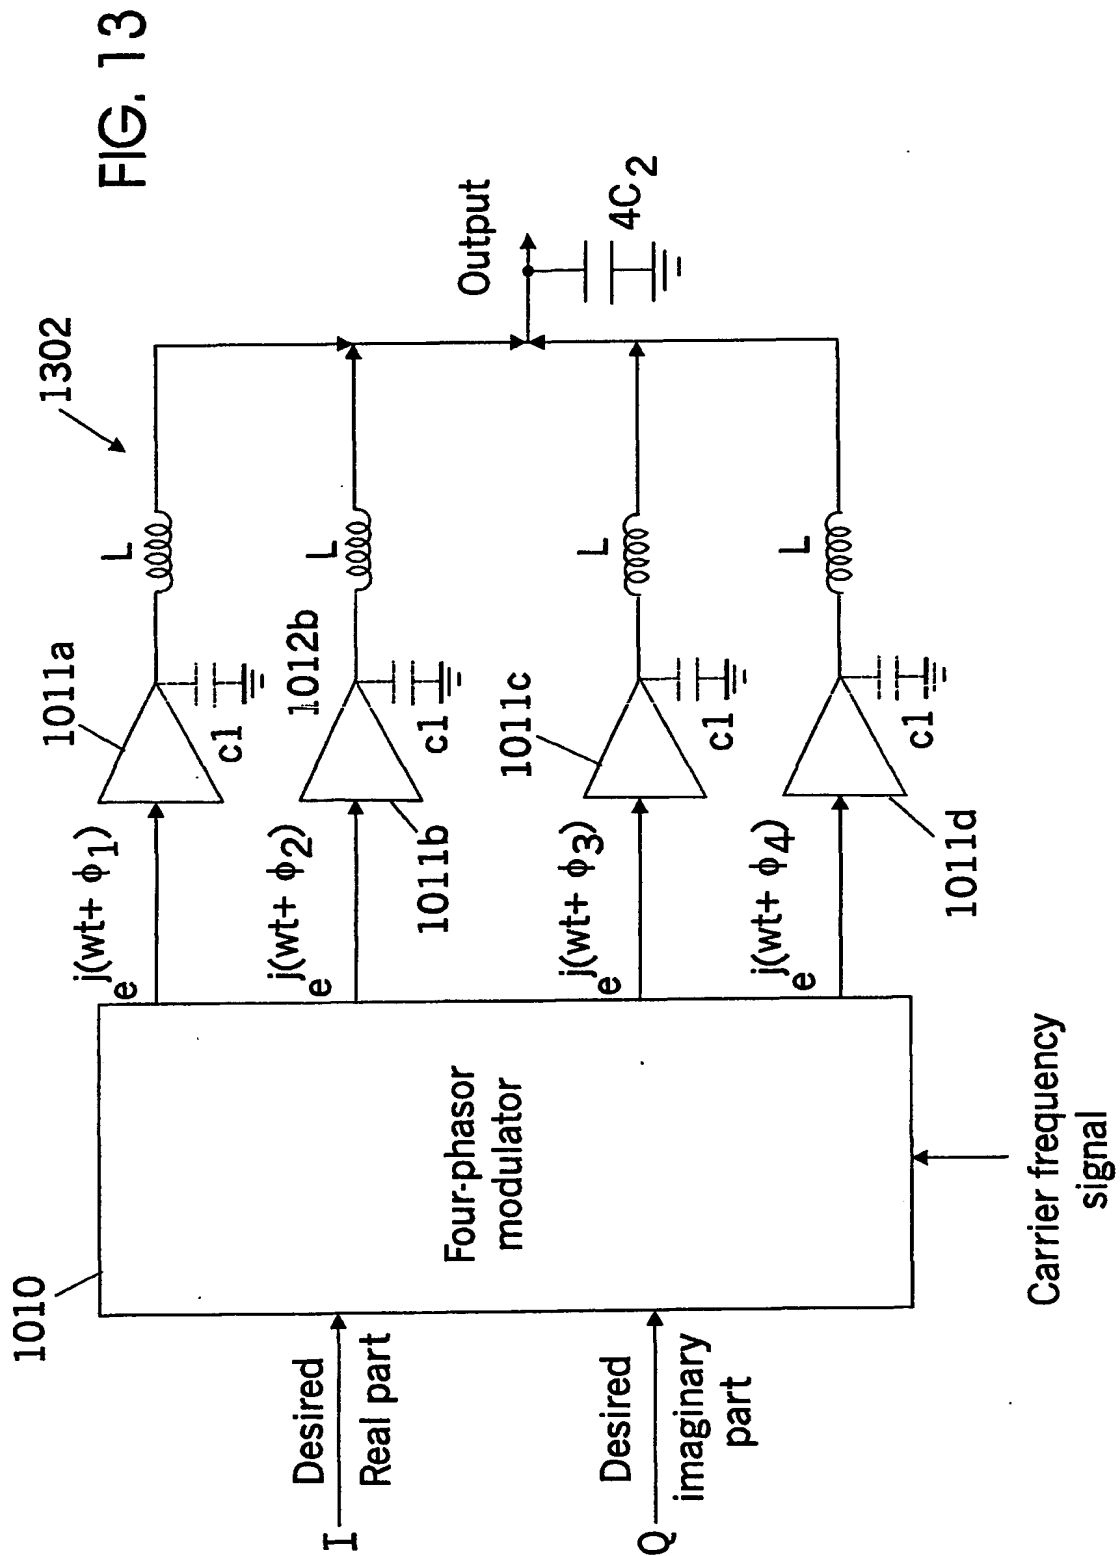 FIG. 13
1302
1010
I
Desired
Real part
Q
Desired
imaginary
part
Four-phasor
modulator
Carrier frequency
signal
e j(wt+ ϕ1)
e j(wt+ ϕ2)
e j(wt+ ϕ3)
e j(wt+ ϕ4)
1011a
c1
L
1012b
1011b
c1
L
1011c
c1
L
1011d
c1
L
Output
4C2